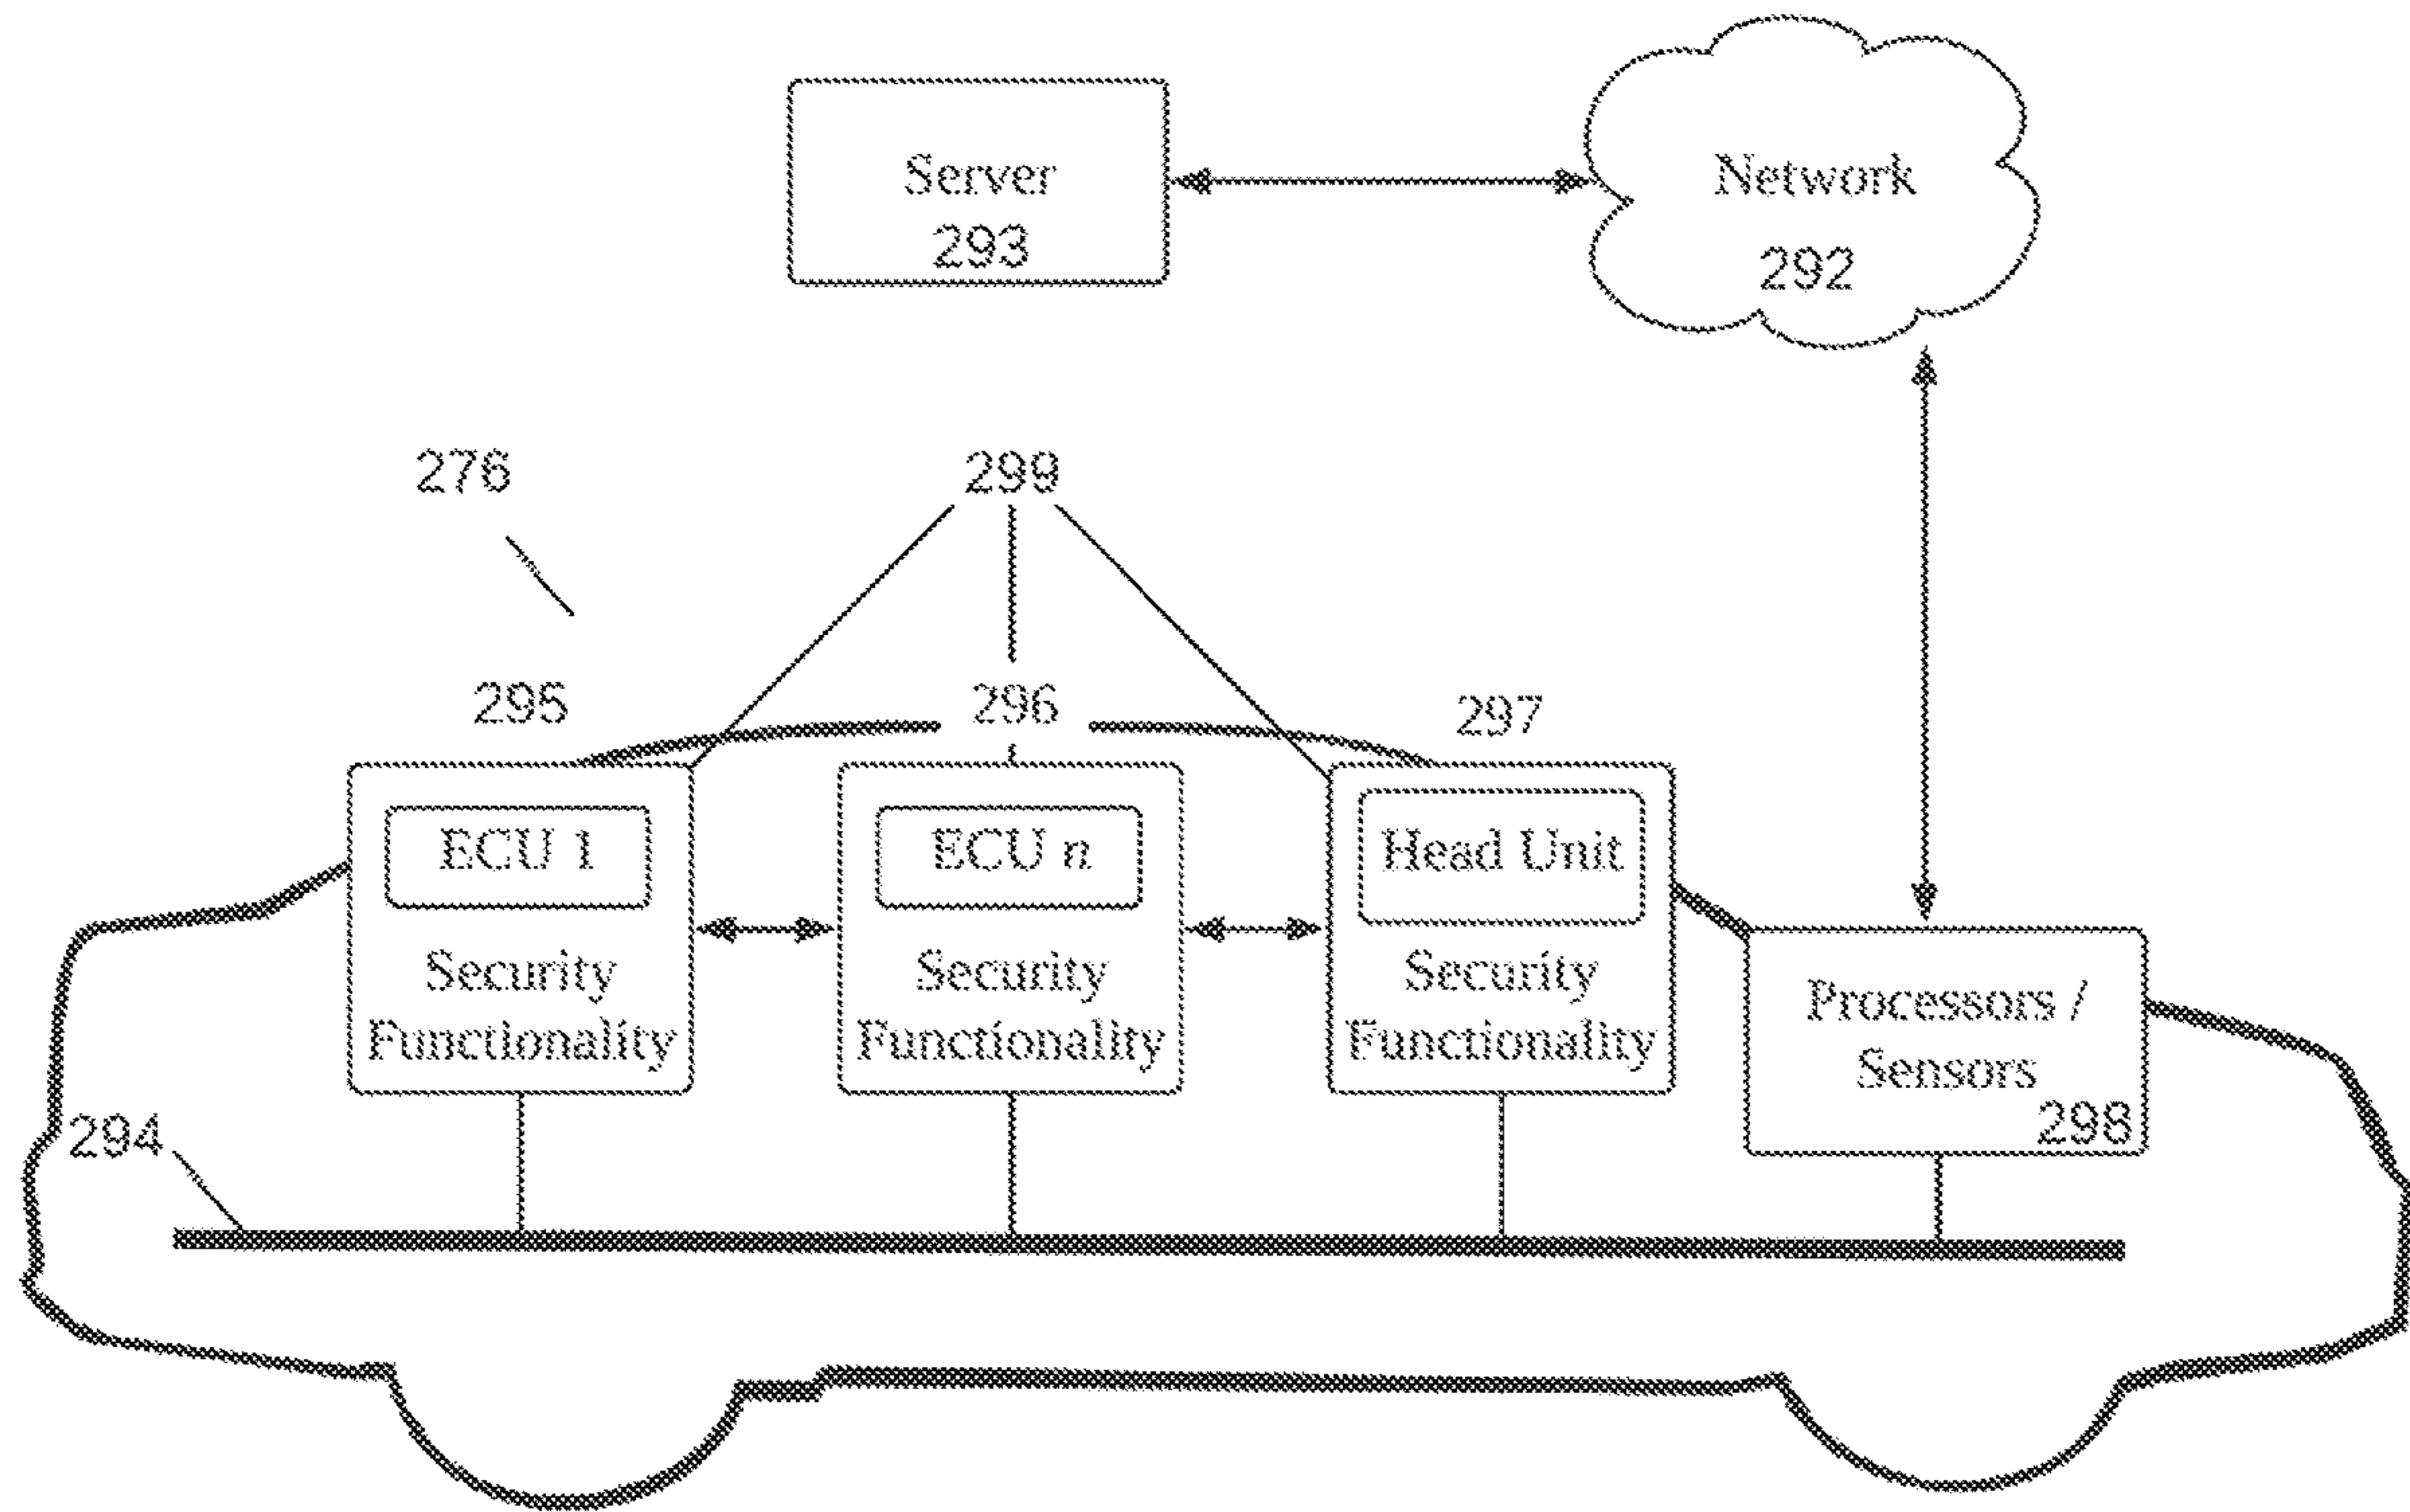 Server
293
Network
292
276
299
295
296
297
ECU 1
ECU n
Head Unit
Security
Functionality
Security
Functionality
Security
Functionality
Processors /
Sensors
298
294